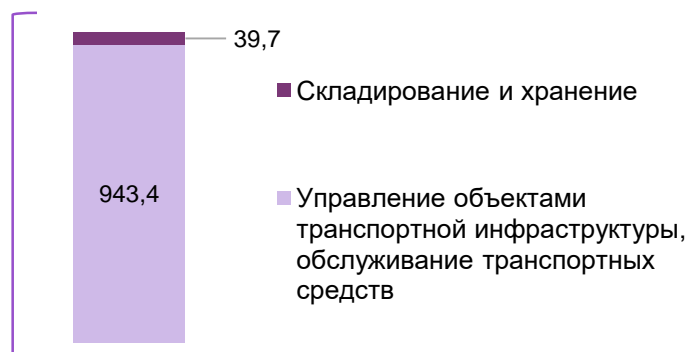 39,7
Складирование и хранение
943,4
Управление объектами
транспортной инфраструктуры,
обслуживание транспортных
средств